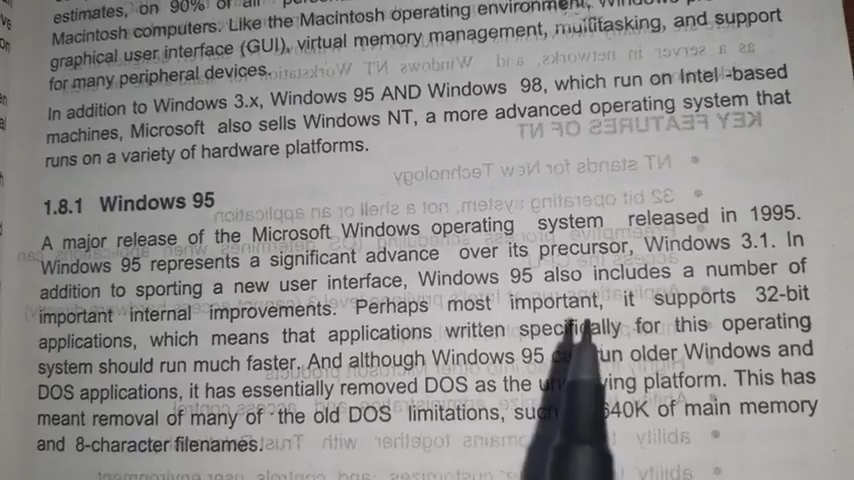 estimates, on 90% of all
Macintosh computers. Like the Macintosh operating environment,
graphical user interface (GUI), virtual memory management, multitasking, and support
for many peripheral devices.
In addition to Windows 3.x, Windows 95 AND Windows 98, which run on Intel -based
machines, Microsoft also sells Windows NT, a more advanced operating system that
runs on a variety of hardware platforms.
1.8.1 Windows 95
A major release of the Microsoft Windows operating system released in 1995.
Windows 95 represents a significant advance over its precursor, Windows 3.1. In
addition to sporting a new user interface, Windows 95 also includes a number of
important internal improvements. Perhaps most important, it supports 32-bit
applications, which means that applications written specifically for this operating
system should run much faster. And although Windows 95 can run older Windows and
DOS applications, it has essentially removed DOS as the underlying platform. This has
meant removal of many of the old DOS limitations, such 640K of main memory
and 8-character filenames.